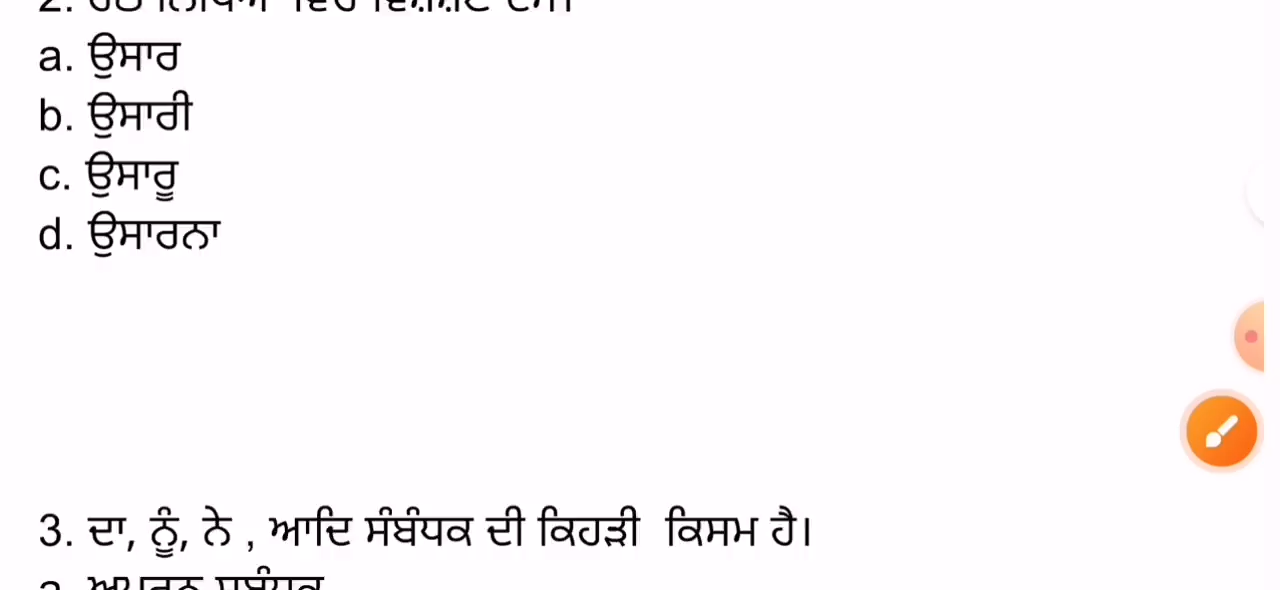 a. ਉਸਾਰ
b. ਉਸਾਰੀ
c. ਉਸਾਰੂ
d. ਉਸਾਰਨਾ
3. ਦਾ, ਨੂੰ, ਨੇ , ਆਦਿ ਸੰਬੰਧਕ ਦੀ ਕਿਹੜੀ ਕਿਸਮ ਹੈ।